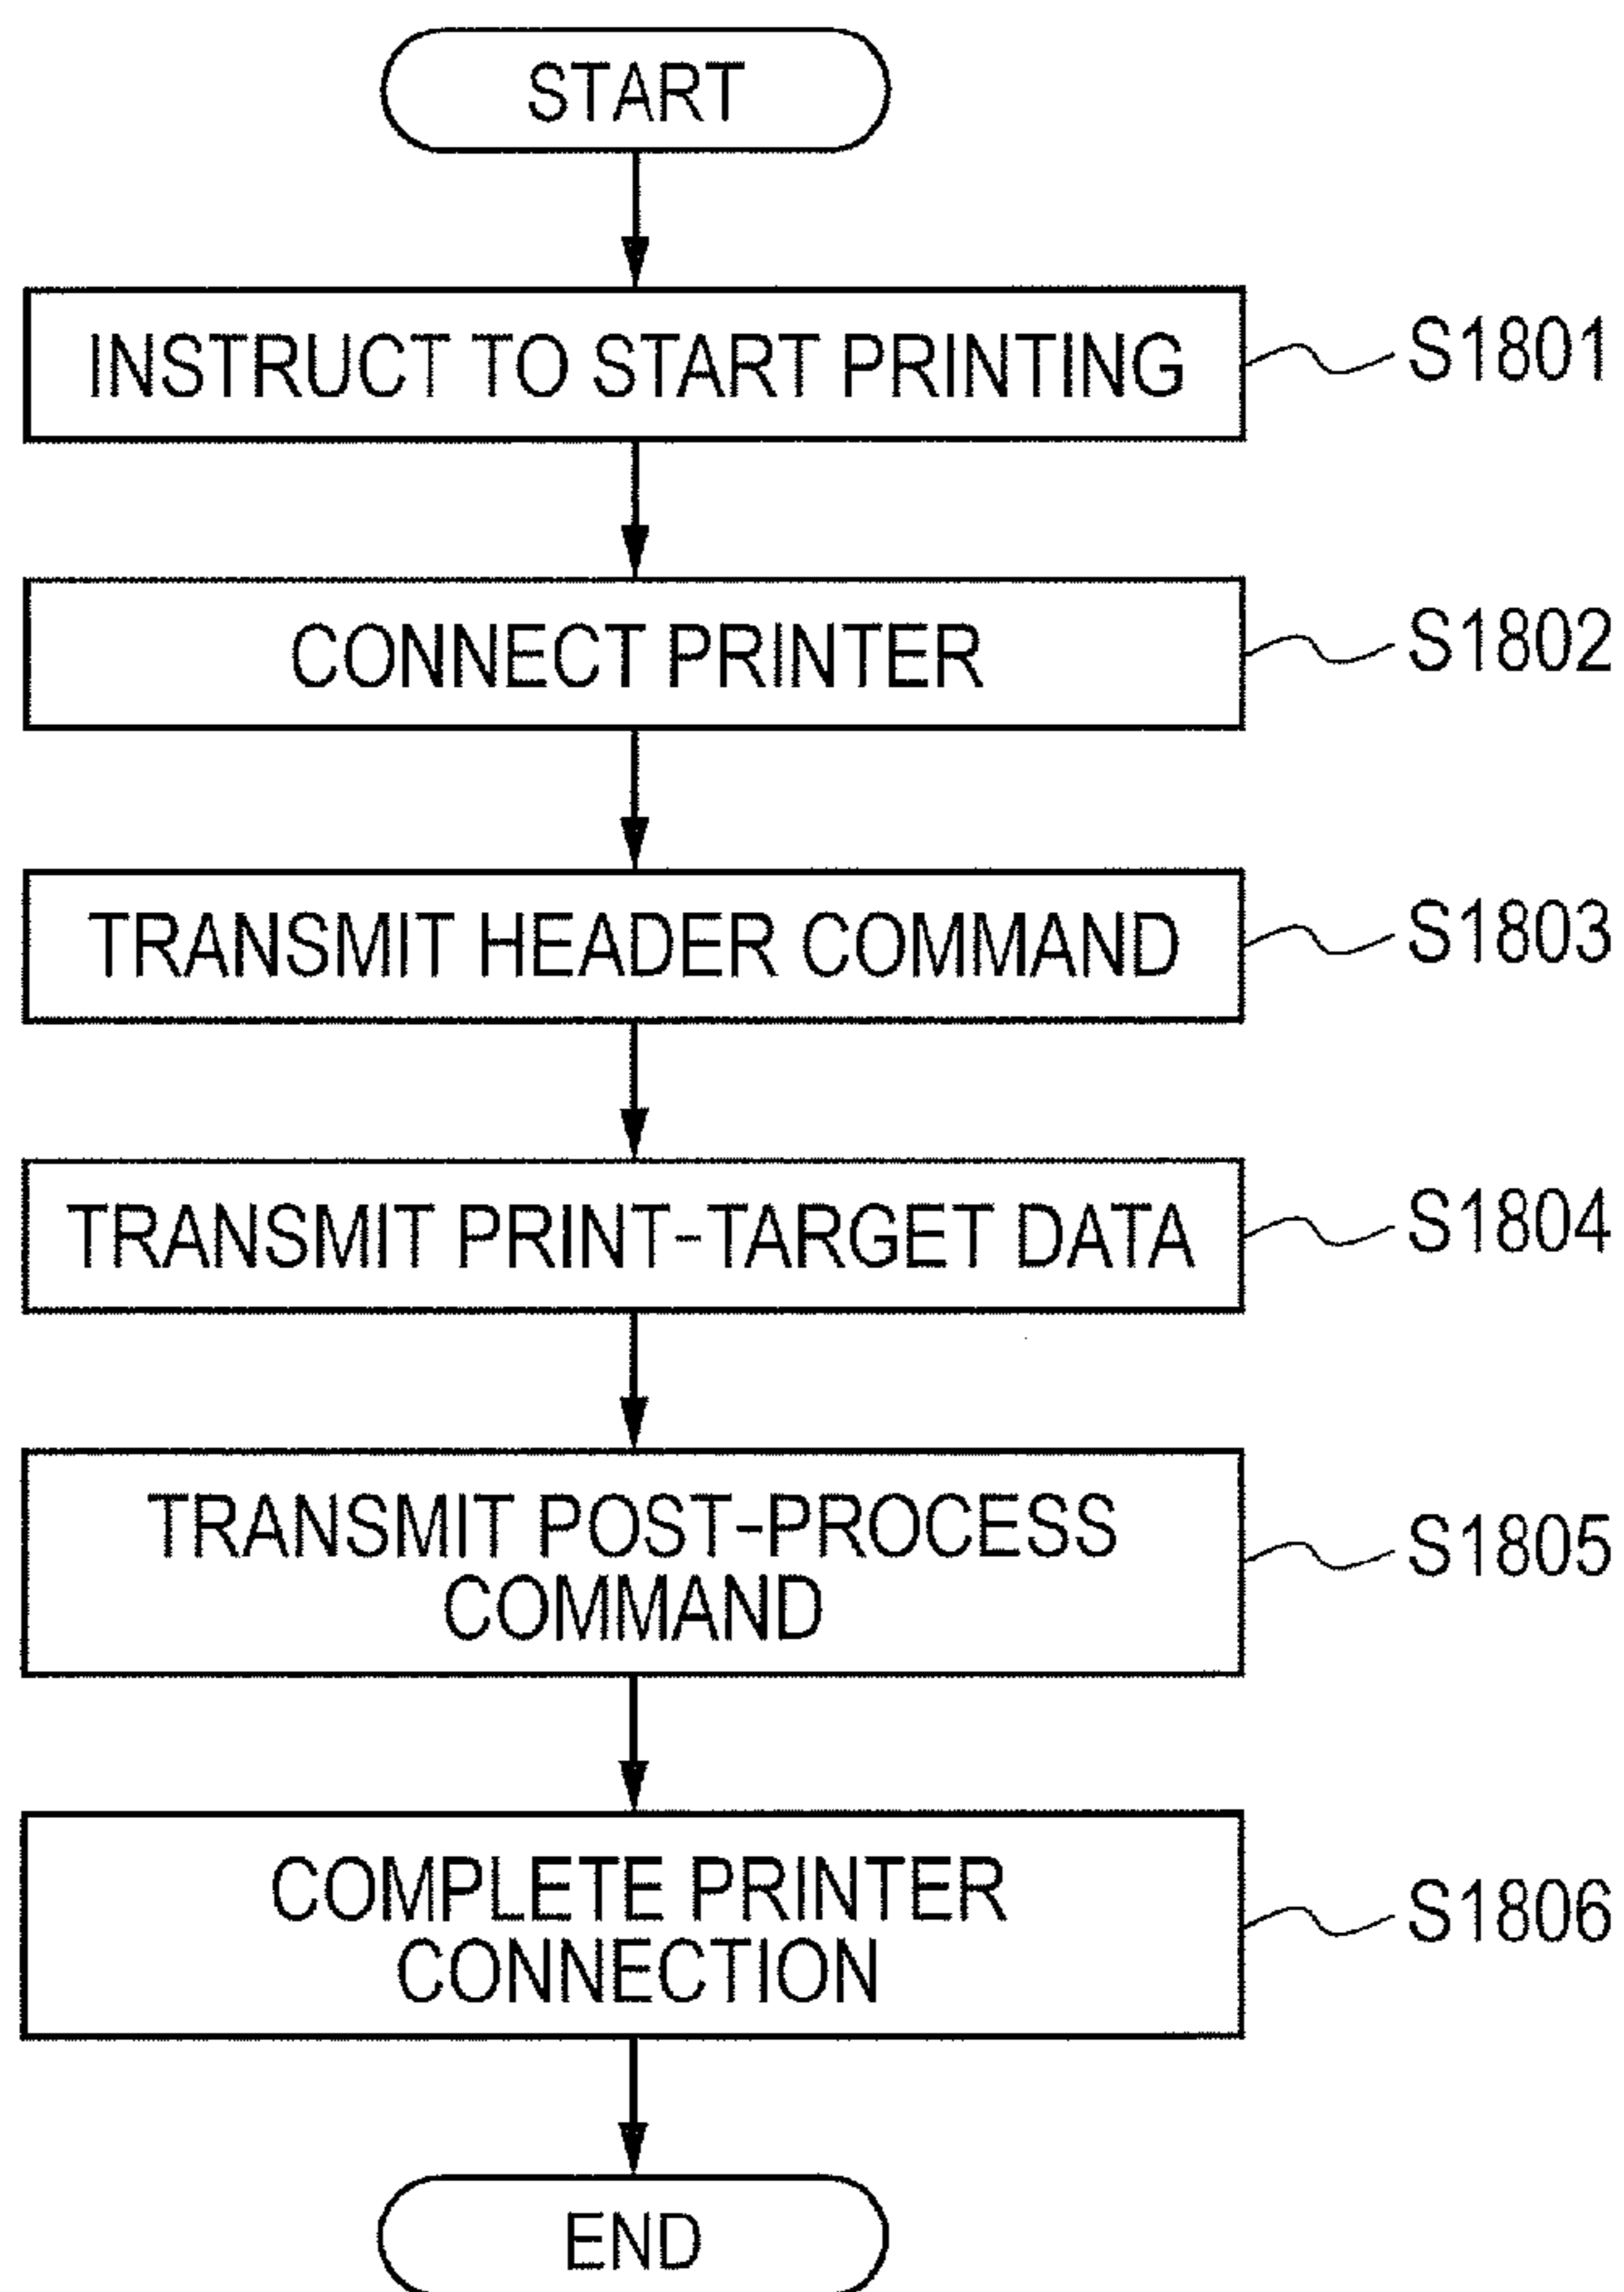 START
INSTRUCT TO START PRINTING
S1801
CONNECT PRINTER
S1802
TRANSMIT HEADER COMMAND
S1803
TRANSMIT PRINT-TARGET DATA
S1804
TRANSMIT POST-PROCESS
COMMAND
S1805
COMPLETE PRINTER
CONNECTION
S1806
END